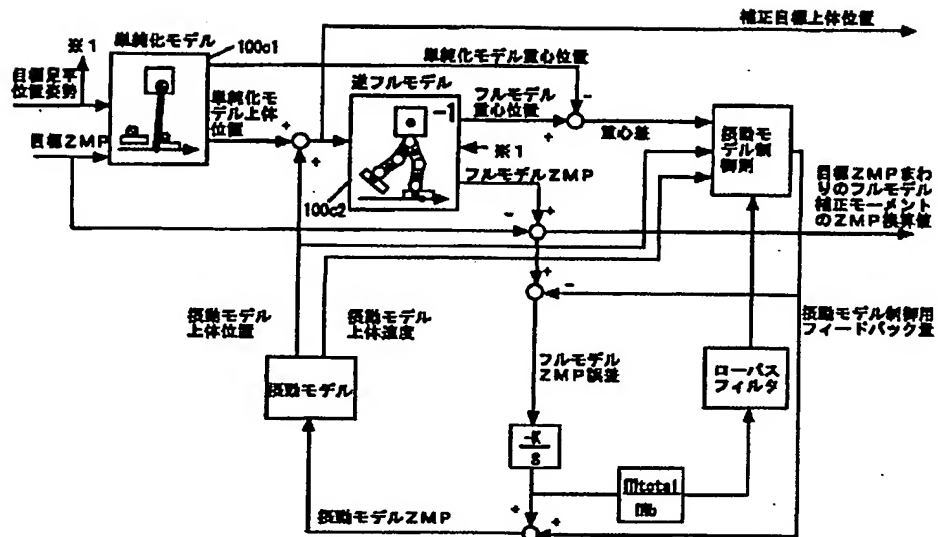 補正目標上体位置
単純化モデル
100c1
※1
目標足平
位置姿勢
単純化モデル重心位置
逆フルモデル
単純化モ
デル上体
位置
フルモデル
重心位置
重心差
摂動モ
デル制
御則
目標ZMP
-1
※1
フルモデルZMP
100c2
目標ZMPまわ
りのフルモデル
補正モーメント
のZMP換算値
摂動モデル
上体位置
摂動モデル
上体速度
摂動モデル制御用
フィードバック量
フルモデル
ZMP誤差
ローパス
フィルタ
摂動モデル
-K
s
mtotal
mb
摂動モデルZMP